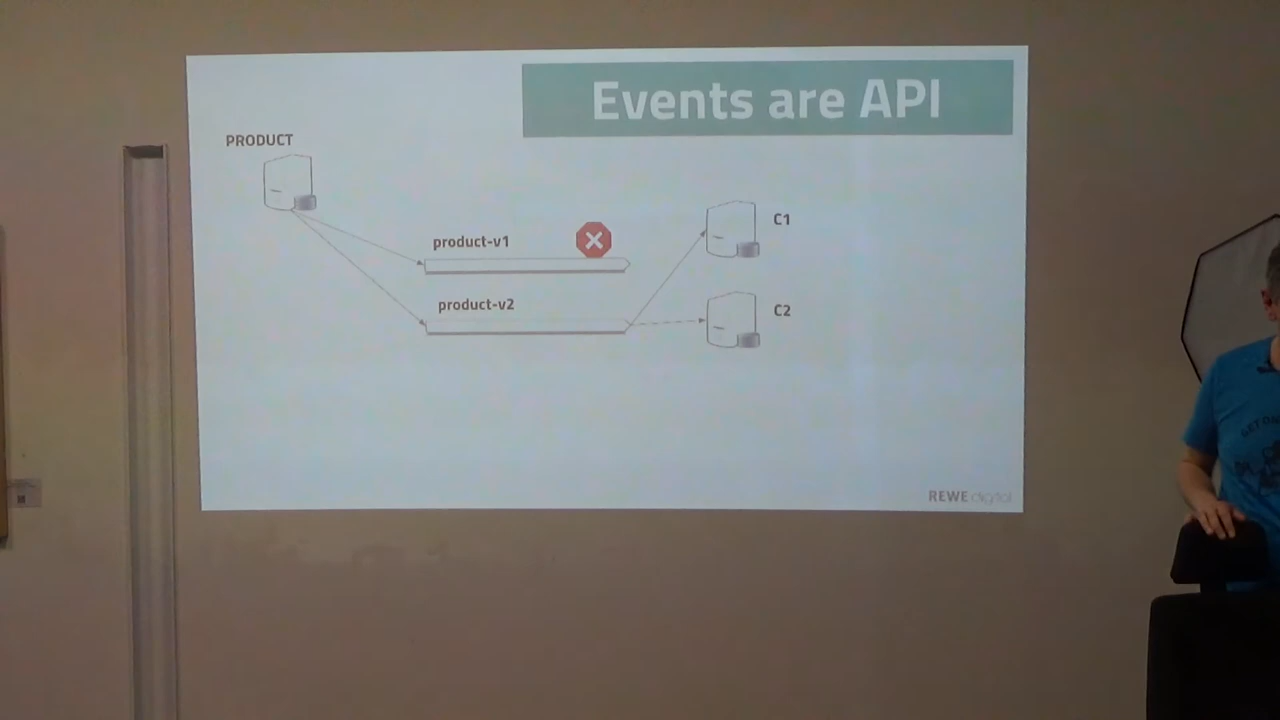 Events are API
PRODUCT
product-v1
C1
product-v2
C2
REWE digital